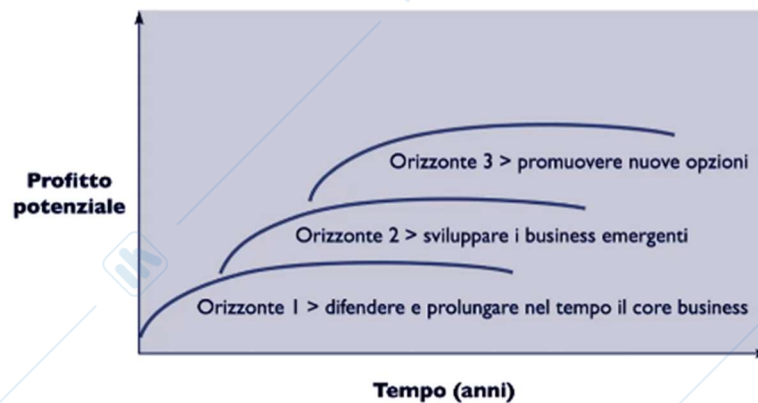 Orizzonte 3 > promuovere nuove opzioni
Profitto
potenziale
Orizzonte 2 > sviluppare i business emergenti
Orizzonte 1 > difendere e prolungare nel tempo il core business
Tempo (anni)